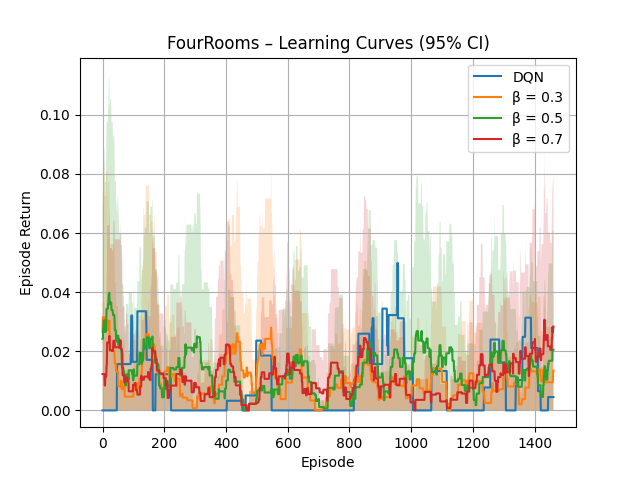 FourRooms – Learning Curves (95% CI)
DQN
β = 0.3
β = 0.5
β = 0.7
Episode Return
0.10
0.08
0.06
0.04
0.02
0.00
0 200 400 600 800 1000 1200 1400
Episode